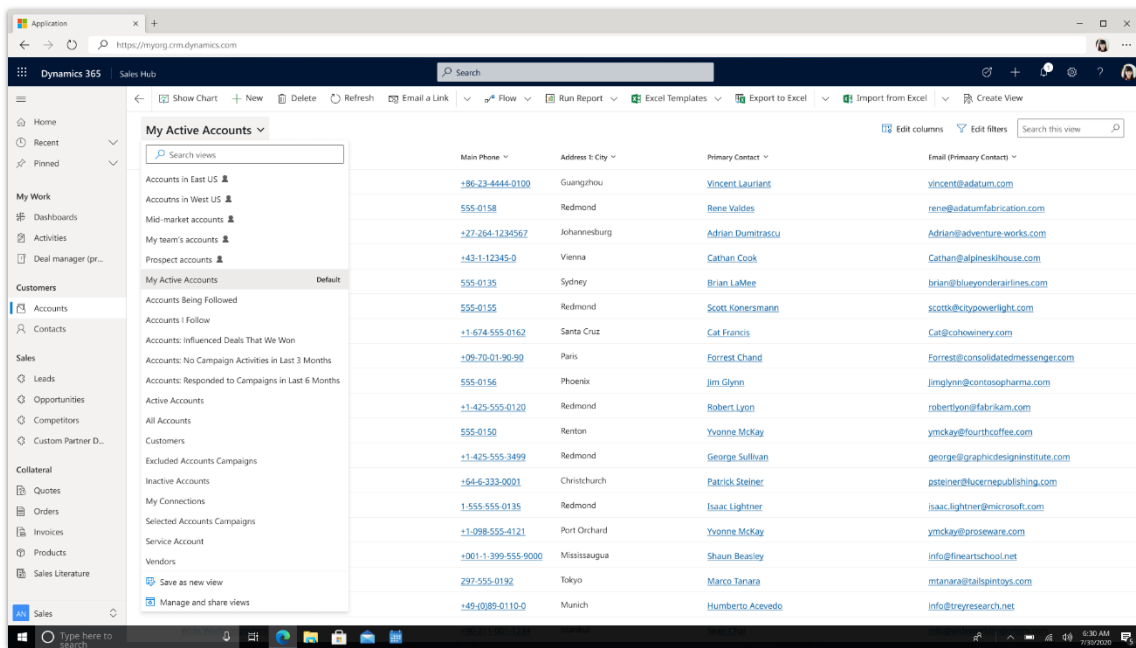 Application
https://myorg.crm.dynamics.com
Dynamics 365 Sales Hub Search
Show Chart New Delete Refresh Email a Link Flow Run Report Excel Templates Export to Excel Import from Excel Create View
Home
Recent
Pinned
My Work
Dashboards
Activities
Deal manager (pr...
Customers
Accounts
Contacts
Sales
Leads
Opportunities
Competitors
Custom Partner D...
Collateral
Quotes
Orders
Invoices
Products
Sales Literature
AN Sales
My Active Accounts
Edit columns Edit filters Search this view
Search views
Accounts in East US
Accoutns in West US
Mid-market accounts
My team's accounts
Prospect accounts
My Active Accounts Default
Accounts Being Followed
Accounts I Follow
Accounts: Influenced Deals That We Won
Accounts: No Campaign Activities in Last 3 Months
Accounts: Responded to Campaigns in Last 6 Months
Active Accounts
All Accounts
Customers
Excluded Accounts Campaigns
Inactive Accounts
My Connections
Selected Accounts Campaigns
Service Account
Vendors
Save as new view
Manage and share views
Main Phone Address 1: City Primary Contact Email (Primaary Contact)
+86-23-4444-0100 Guangzhou Vincent Lauriant vincent@adatum.com
555-0158 Redmond Rene Valdes rene@adatumfabrication.com
+27-264-1234567 Johannesburg Adrian Dumitrascu Adrian@adventure-works.com
+43-1-12345-0 Vienna Cathan Cook Cathan@alpineskihouse.com
555-0135 Sydney Brian LaMee brian@blueyonderairlines.com
555-0155 Redmond Scott Konersmann scottk@citypowerlight.com
+1-674-555-0162 Santa Cruz Cat Francis Cat@cohowinery.com
+09-70-01-90-90 Paris Forrest Chand Forrest@consolidatedmessenger.com
555-0156 Phoenix Jim Glynn Jimglynn@contosopharma.com
+1-425-555-0120 Redmond Robert Lyon robertlyon@fabrikam.com
555-0150 Renton Yvonne McKay ymckay@fourthcoffee.com
+1-425-555-3499 Redmond George Sullivan george@graphicdesigninstitute.com
+64-6-333-0001 Christchurch Patrick Steiner psteiner@lucernepublishing.com
1-555-555-0135 Redmond Isaac Lightner isaac.lightner@microsoft.com
+1-098-555-4121 Port Orchard Yvonne McKay ymckay@proseware.com
+001-1-399-555-9000 Mississaugua Shaun Beasley info@fineartschool.net
297-555-0192 Tokyo Marco Tanara mtanara@tailspintoys.com
+49-(0)89-0110-0 Munich Humberto Acevedo info@treyresearch.net
Type here to
search
6:30 AM
7/30/2020